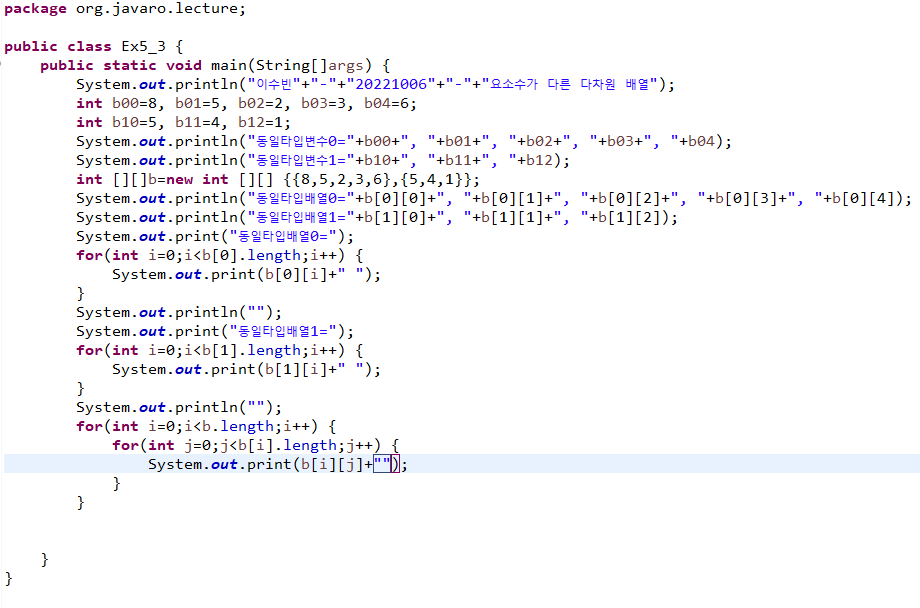 package org.javaro.lecture;
public class Ex5_3 {
public static void main(String[]args) {
System.out.println("이수빈"+"-"+"20221006"+"-"+"요소수가 다른 다차원 배열");
int b00=8, b01=5, b02=2, b03=3, b04=6;
int b10=5, b11=4, b12=1;
System.out.println("동일타입변수0="+b00+", "+b01+", "+b02+", "+b03+", "+b04);
System.out.println("동일타입변수1="+b10+", "+b11+", "+b12);
int [][]b=new int [][] {{8,5,2,3,6},{5,4,1}};
System.out.println("동일타입배열0="+b[0][0]+", "+b[0][1]+", "+b[0][2]+", "+b[0][3]+", "+b[0][4]);
System.out.println("동일타입배열1="+b[1][0]+", "+b[1][1]+", "+b[1][2]);
System.out.print("동일타입배열0=");
for(int i=0;i<b[0].length;i++) {
System.out.print(b[0][i]+" ");
}
System.out.println("");
System.out.print("동일타입배열1=");
for(int i=0;i<b[1].length;i++) {
System.out.print(b[1][i]+" ");
}
System.out.println("");
for(int i=0;i<b.length;i++) {
for(int j=0;j<b[i].length;j++) {
System.out.print(b[i][j]+"");
}
}
}
}